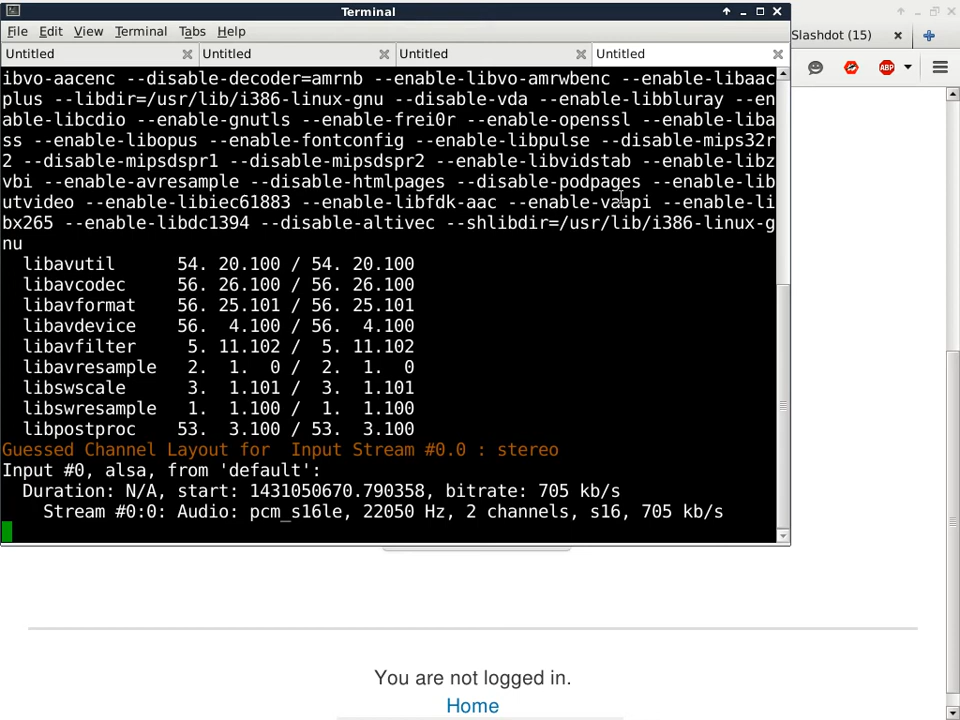 Terminal
File Edit View Terminal Tabs Help
Slashdot (15)
Untitled Untitled Untitled Untitled
ABP
ibvo-aacenc --disable-decoder=amrnb --enable-libvo-amrwbenc --enable-libaac
plus --libdir=/usr/lib/i386-linux-gnu --disable-vda --enable-libbluray --en
able-libcdio --enable-gnutls --enable-frei0r --enable-openssl --enable-liba
ss --enable-libopus --enable-fontconfig --enable-libpulse --disable-mips32r
2 --disable-mipsdspr1 --disable-mipsdspr2 --enable-libvidstab --enable-libz
vbi --enable-avresample --disable-htmlpages --disable-podpages --enable-lib
utvideo --enable-libiec61883 --enable-libfdk-aac --enable-vaapi --enable-li
bx265 --enable-libdc1394 --disable-altivec --shlibdir=/usr/lib/i386-linux-g
nu
libavutil 54. 20.100 / 54. 20.100
libavcodec 56. 26.100 / 56. 26.100
libavformat 56. 25.101 / 56. 25.101
libavdevice 56. 4.100 / 56. 4.100
libavfilter 5. 11.102 / 5. 11.102
libavresample 2. 1. 0 / 2. 1. 0
libswscale 3. 1.101 / 3. 1.101
libswresample 1. 1.100 / 1. 1.100
libpostproc 53. 3.100 / 53. 3.100
Guessed Channel Layout for Input Stream #0.0 : stereo
Input #0, alsa, from 'default':
Duration: N/A, start: 1431050670.790358, bitrate: 705 kb/s
Stream #0:0: Audio: pcm_s16le, 22050 Hz, 2 channels, s16, 705 kb/s
You are not logged in.
Home